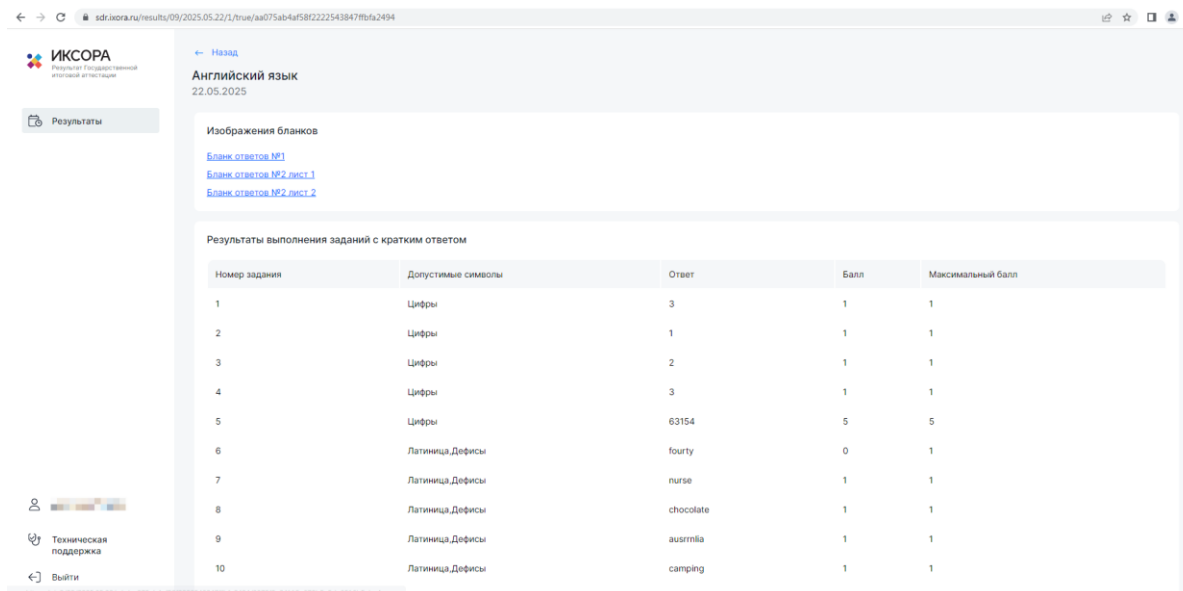 sdr.ixora.ru/results/09/2025.05.22/1/true/aa075ab4af58f2222543847ffbfa2494
ИКСОРА
Результат Государственной
итоговой аттестации
Результаты
← Назад
Английский язык
22.05.2025
Изображения бланков
Бланк ответов №1
Бланк ответов №2 лист 1
Бланк ответов №2 лист 2
Результаты выполнения заданий с кратким ответом
Номер задания Допустимые символы Ответ Балл Максимальный балл
1 Цифры 3 1 1
2 Цифры 1 1 1
3 Цифры 2 1 1
4 Цифры 3 1 1
5 Цифры 63154 5 5
6 Латиница,Дефисы fourty 0 1
7 Латиница,Дефисы nurse 1 1
8 Латиница,Дефисы chocolate 1 1
9 Латиница,Дефисы ausrrnlia 1 1
10 Латиница,Дефисы camping 1 1
Техническая
поддержка
Выйти